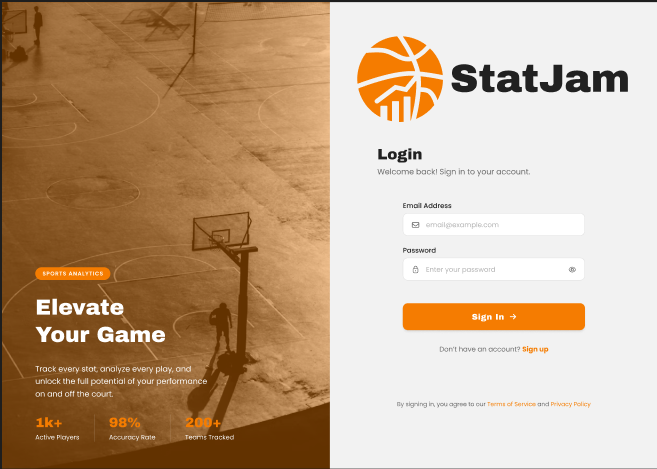 SPORTS ANALYTICS
Elevate
Your Game
Track every stat, analyze every play, and
unlock the full potential of your performance
on and off the court.
1k+ 98% 200+
Active Players Accuracy Rate Teams Tracked
StatJam
Login
Welcome back! Sign in to your account.
Email Address
email@example.com
Password
Enter your password
Sign In →
Don't have an account? Sign up
By signing in, you agree to our Terms of Service and Privacy Policy